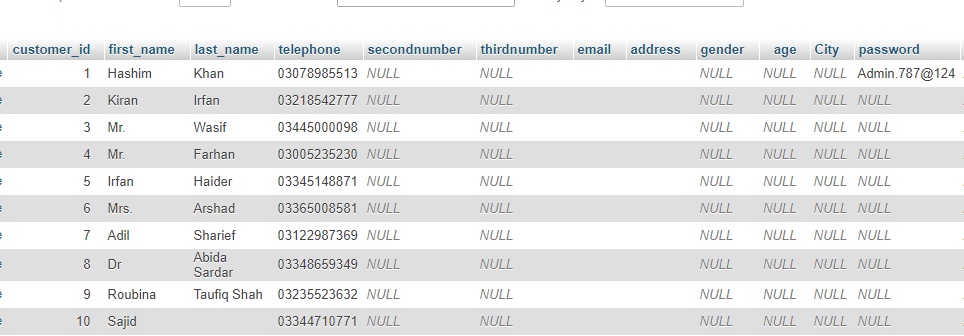 customer_id first_name last_name telephone secondnumber thirdnumber email address gender age City password
1 Hashim Khan 03078985513 NULL NULL NULL NULL NULL Admin.787@124
2 Kiran Irfan 03218542777 NULL NULL NULL NULL NULL NULL
3 Mr. Wasif 03445000098 NULL NULL NULL NULL NULL NULL
4 Mr. Farhan 03005235230 NULL NULL NULL NULL NULL NULL
5 Irfan Haider 03345148871 NULL NULL NULL NULL NULL NULL
6 Mrs. Arshad 03365008581 NULL NULL NULL NULL NULL NULL
7 Adil Sharief 03122987369 NULL NULL NULL NULL NULL NULL
8 Dr Abida Sardar 03348659349 NULL NULL NULL NULL NULL NULL
9 Roubina Taufiq Shah 03235523632 NULL NULL NULL NULL NULL NULL
10 Sajid 03344710771 NULL NULL NULL NULL NULL NULL